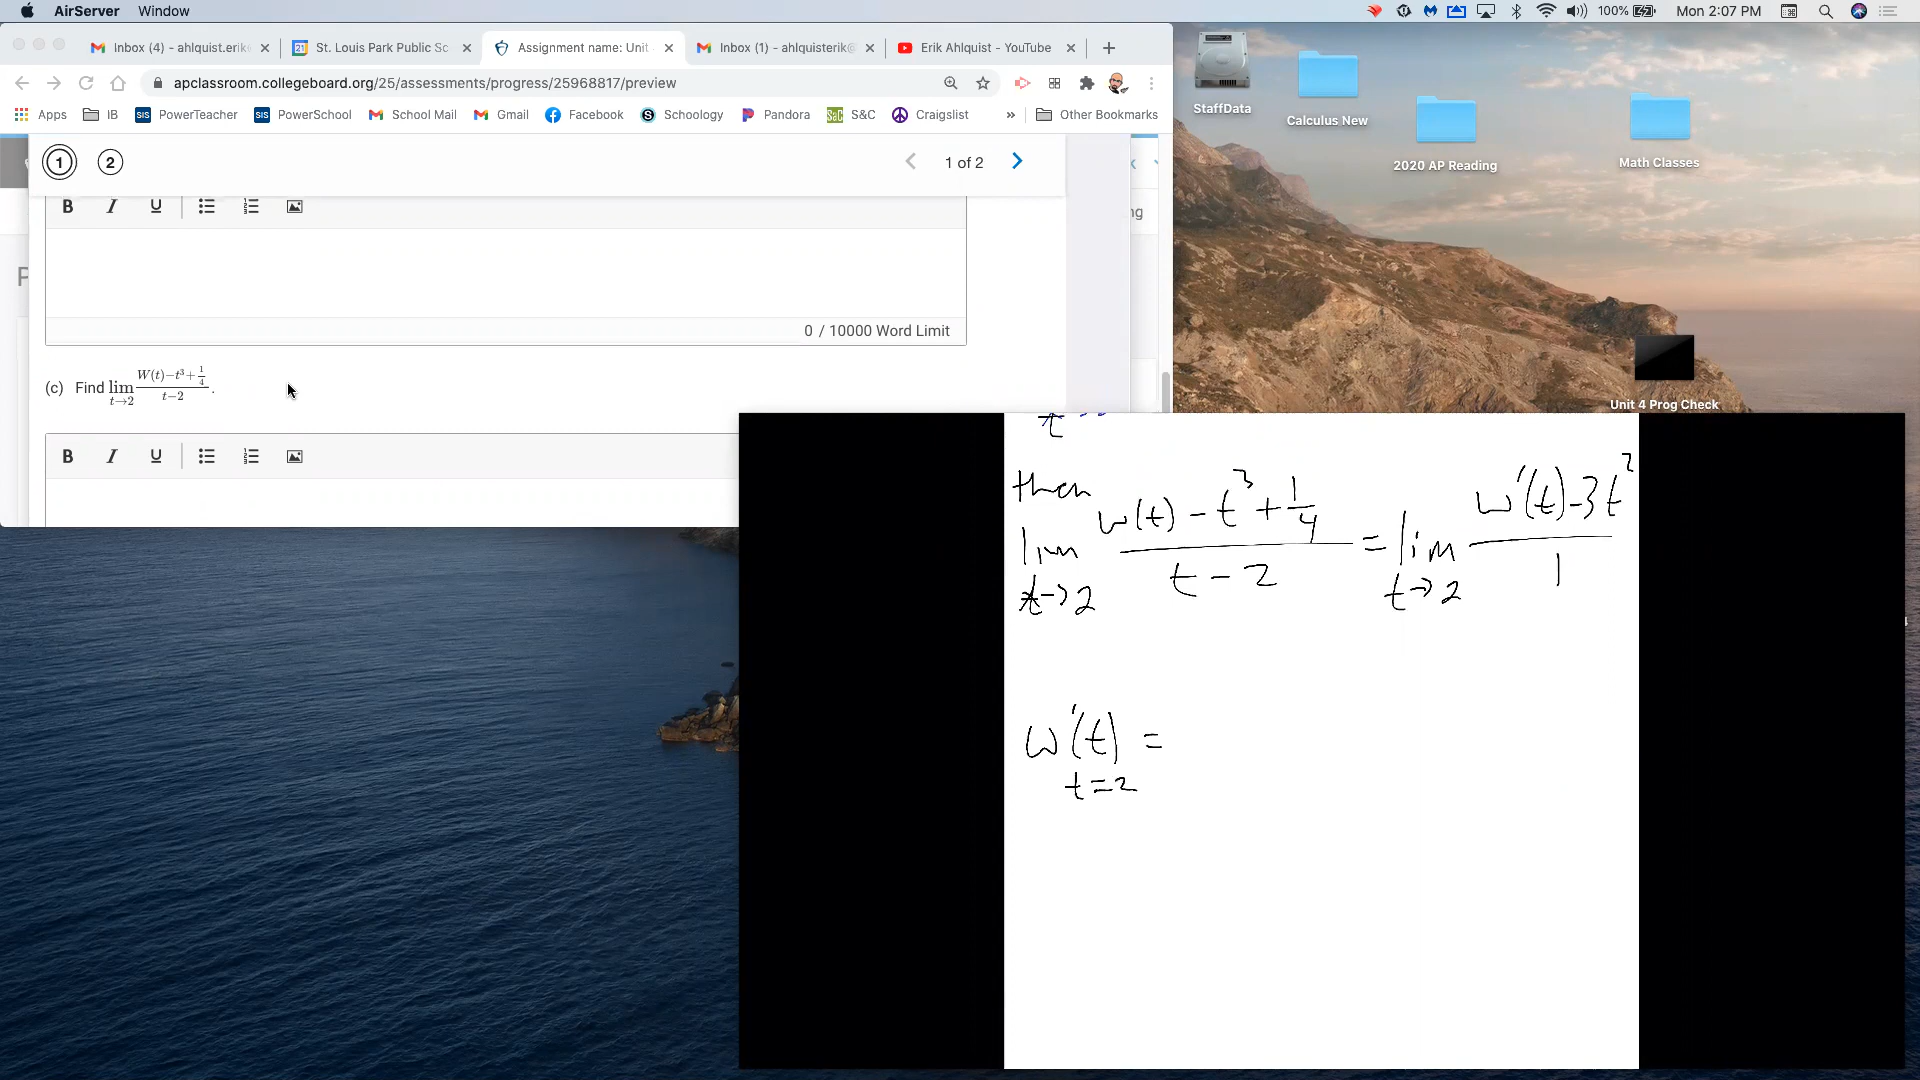 AirServer Window
100% Mon 2:07 PM
Inbox (4) - ahlquist.erik
St. Louis Park Public Sc
Assignment name: Unit
Inbox (1) - ahlquisterik@
Erik Ahlquist - YouTube
apclassroom.collegeboard.org/25/assessments/progress/25968817/preview
Apps IB PowerTeacher PowerSchool School Mail Gmail Facebook Schoology Pandora S&C Craigslist » Other Bookmarks
1 2 1 of 2
ng
B I U
0 / 10000 Word Limit
(c) Find lim t→2 (W(t)−t³+1/4)/(t−2).
B I U
StaffData
Calculus New
2020 AP Reading
Math Classes
Unit 4 Prog Check
then
lim t→2 (w(t) − t³ + 1/4)/(t − 2) = lim t→2 (w'(t) − 3t²)/1
w'(t) =
t = 2